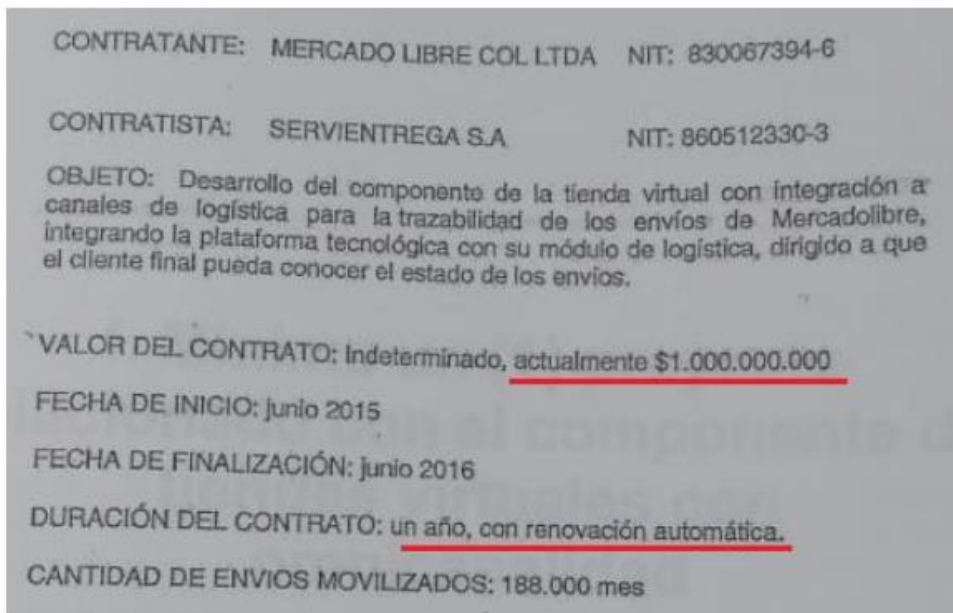 CONTRATANTE: MERCADO LIBRE COL LTDA NIT: 830067394-6
CONTRATISTA: SERVIENTREGA S.A NIT: 860512330-3
OBJETO: Desarrollo del componente de la tienda virtual con integración a
canales de logística para la trazabilidad de los envíos de Mercadolibre,
integrando la plataforma tecnológica con su módulo de logística, dirigido a que
el cliente final pueda conocer el estado de los envíos.
VALOR DEL CONTRATO: Indeterminado, actualmente $1.000.000.000
FECHA DE INICIO: junio 2015
FECHA DE FINALIZACIÓN: junio 2016
DURACIÓN DEL CONTRATO: un año, con renovación automática.
CANTIDAD DE ENVIOS MOVILIZADOS: 188.000 mes